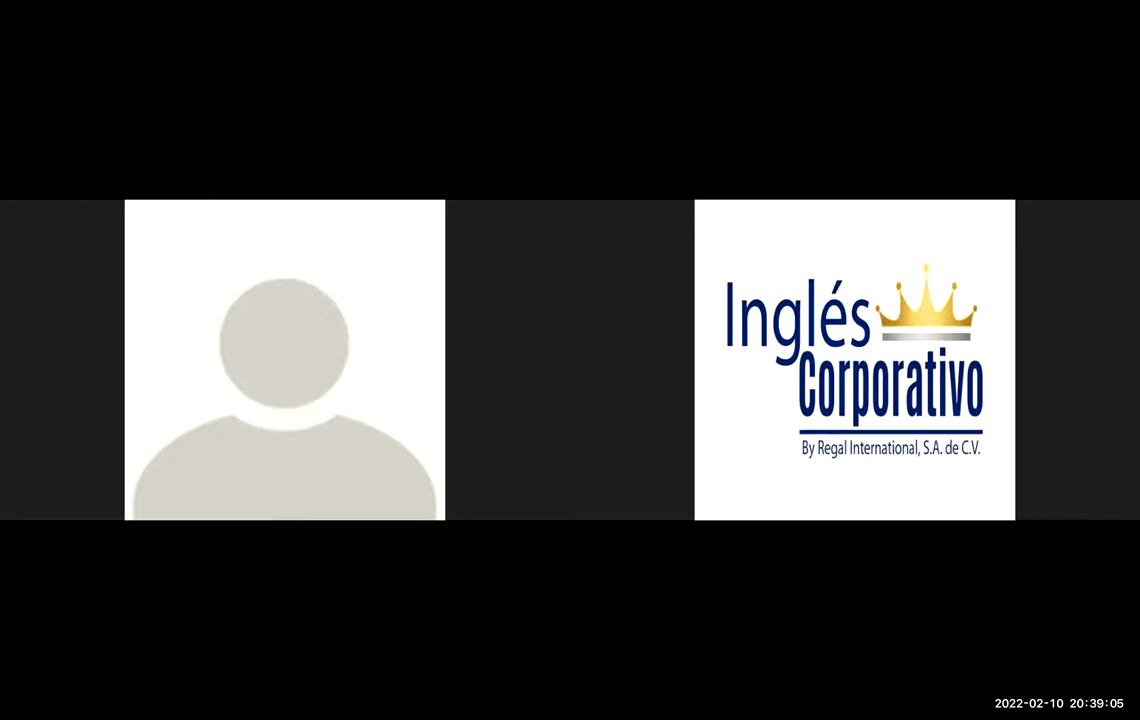 Inglés
Corporativo
By Regal International, S.A. de C.V.
2022-02-10 20:39:05